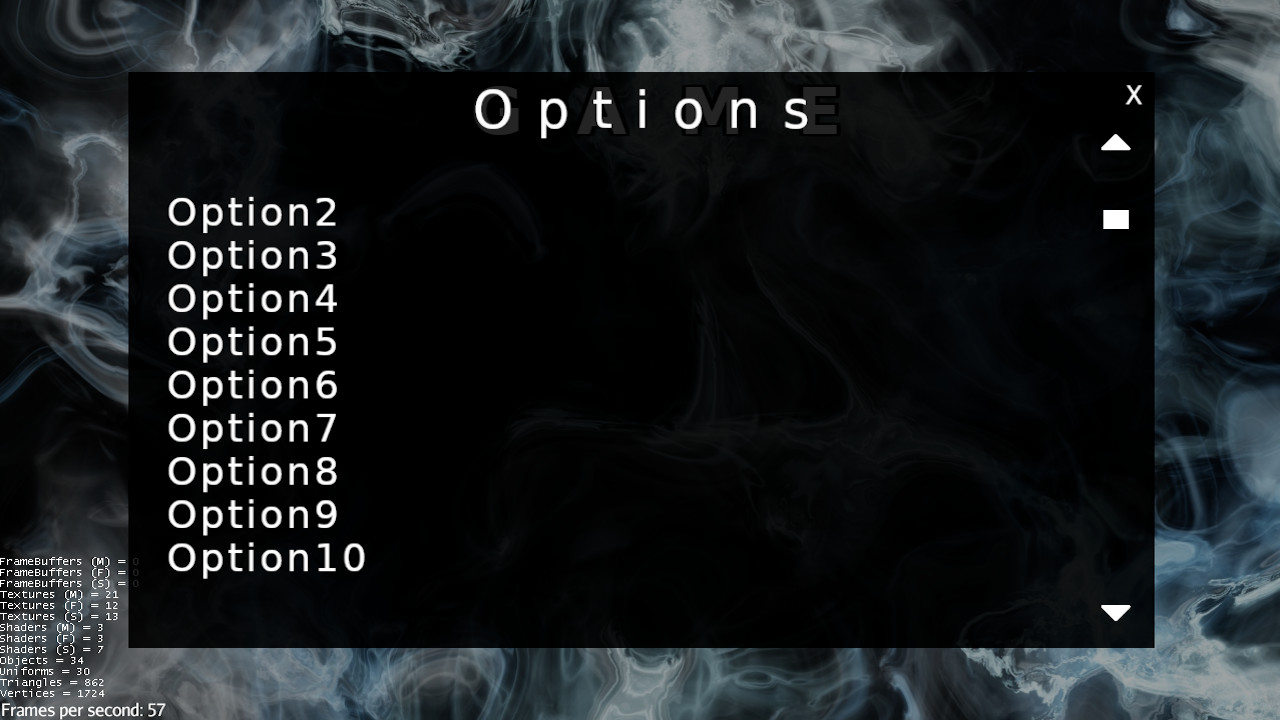 GAME
Options
X
Option2
Option3
Option4
Option5
Option6
Option7
Option8
Option9
Option10
FrameBuffers (M) = 0
FrameBuffers (F) = 0
FrameBuffers (S) = 0
Textures (M) = 21
Textures (F) = 12
Textures (S) = 13
Shaders (M) = 3
Shaders (F) = 3
Shaders (S) = 7
Objects = 34
Uniforms = 30
Triangles = 862
Vertices = 1724
Frames per second: 57